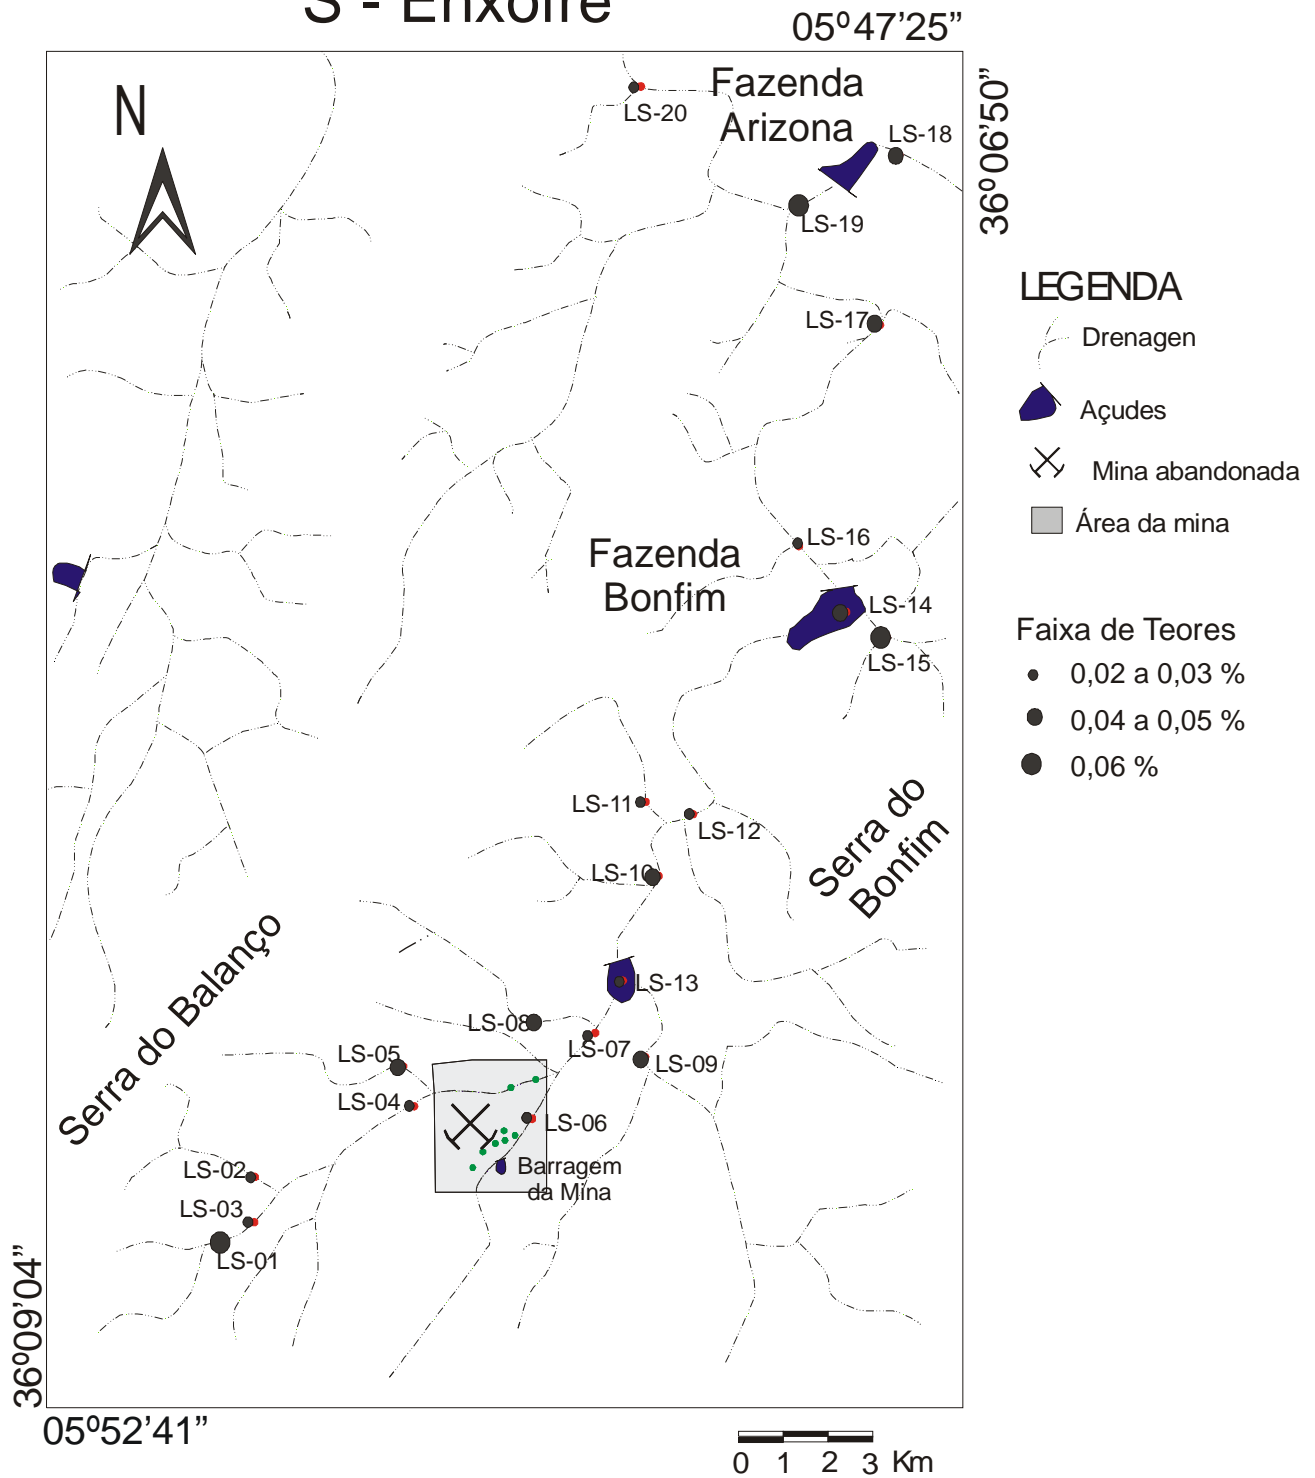 S - Enxofre
05º47'25”
N
Fazenda
Arizona
LS-20
LS-18
36º06'50”
LS-19
LS-17
LEGENDA
Drenagen
Açudes
Mina abandonada
Área da mina
LS-16
Fazenda
Bonfim
LS-14
LS-15
Faixa de Teores
0,02 a 0,03 %
0,04 a 0,05 %
0,06 %
LS-11
LS-12
Serra do
Bonfim
LS-10
Serra do Balanço
LS-13
LS-08
LS-07
LS-05
LS-09
LS-04
LS-06
Barragem
da Mina
LS-02
LS-03
LS-01
36º09'04”
05º52'41”
0 1 2 3 Km